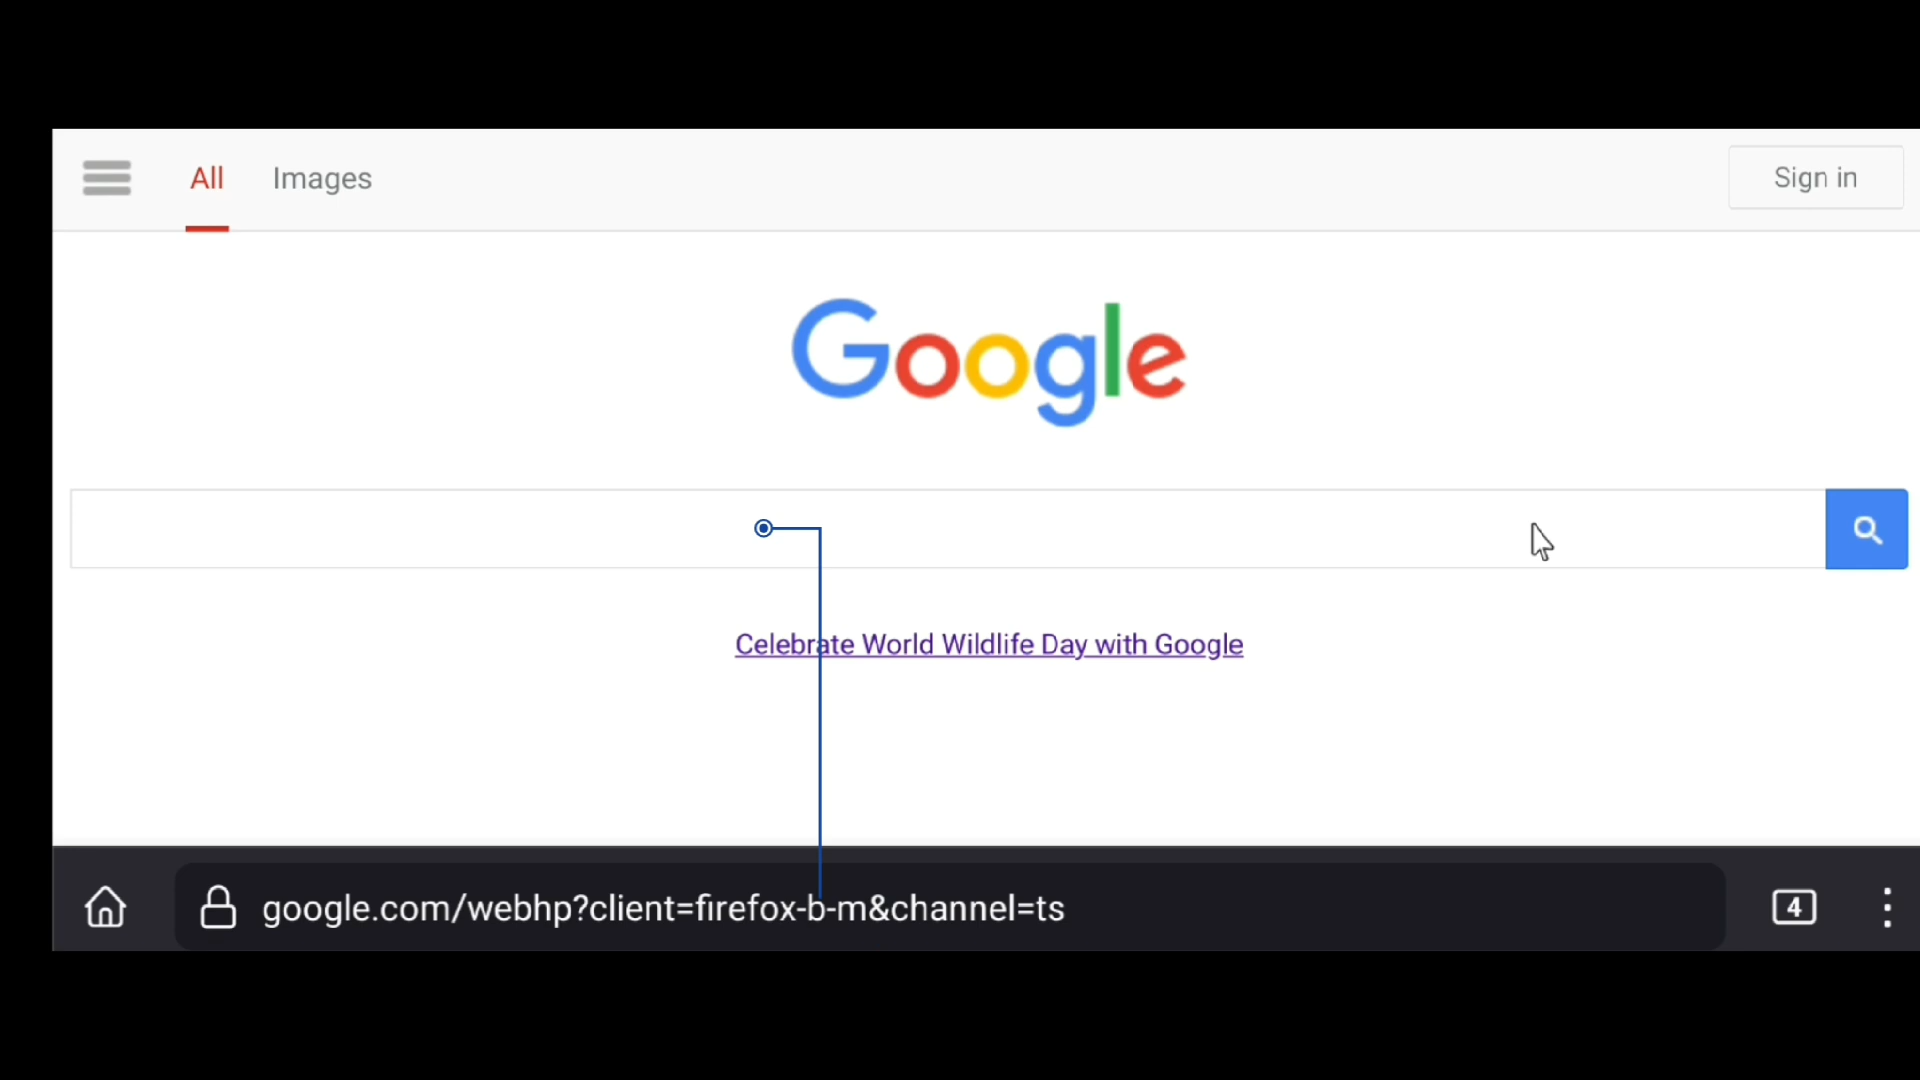 All Images Sign in
Google
Celebrate World Wildlife Day with Google
google.com/webhp?client=firefox-b-m&channel=ts 4